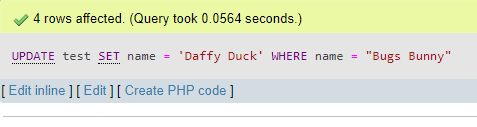 4 rows affected. (Query took 0.0564 seconds.)
UPDATE test SET name = 'Daffy Duck' WHERE name = "Bugs Bunny"
[ Edit inline ] [ Edit ] [ Create PHP code ]